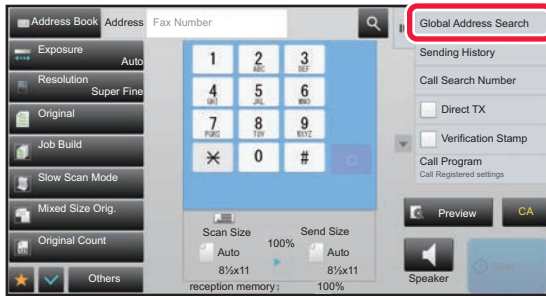 Address Book Address Fax Number
Global Address Search
Sending History
Call Search Number
Direct TX
Verification Stamp
Call Program
Call Registered settings
Preview CA
Speaker Start
Exposure
Auto
Resolution
Super Fine
Original
Job Build
Slow Scan Mode
Mixed Size Orig.
Original Count
Others
1 2 3
ABC DEF
4 5 6
GHI JKL MNO
7 8 9
PQRS TUV WXYZ
* 0 # C
Scan Size Send Size
100%
Auto Auto
8½x11 8½x11
reception memory: 100%